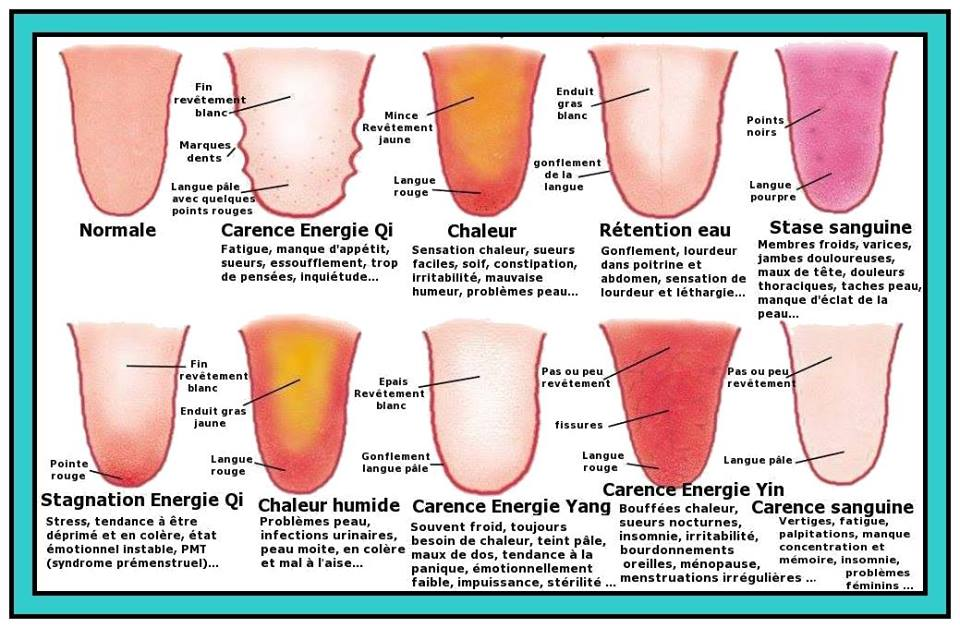 Fin
revêtement
blanc
Marques
dents
Langue pâle
avec quelques
points rouges
Mince
Revêtement
jaune
Langue
rouge
Enduit
gras
blanc
gonflement
de la
langue
Points
noirs
Langue
pourpre
Normale
Carence Energie Qi
Fatigue, manque d'appétit,
sueurs, essoufflement, trop
de pensées, inquiétude...
Chaleur
Sensation chaleur, sueurs
faciles, soif, constipation,
irritabilité, mauvaise
humeur, problèmes peau...
Rétention eau
Gonflement, lourdeur
dans poitrine et
abdomen, sensation de
lourdeur et léthargie...
Stase sanguine
Membres froids, varices,
jambes douloureuses,
maux de tête, douleurs
thoraciques, taches peau,
manque d'éclat de la
peau...
Fin
revêtement
blanc
Pointe
rouge
Enduit gras
jaune
Langue
rouge
Epais
Revêtement
blanc
Gonflement
langue pâle
Pas ou peu
revêtement
fissures
Langue
rouge
Pas ou peu
revêtement
Langue pâle
Stagnation Energie Qi
Stress, tendance à être
déprimé et en colère, état
émotionnel instable, PMT
(syndrome prémenstruel)...
Chaleur humide
Problèmes peau,
infections urinaires,
peau moite, en colère
et mal à l'aise...
Carence Energie Yang
Souvent froid, toujours
besoin de chaleur, teint pâle,
maux de dos, tendance à la
panique, émotionnellement
faible, impuissance, stérilité ...
Carence Energie Yin
Bouffées chaleur,
sueurs nocturnes,
insomnie, irritabilité,
bourdonnements
oreilles, ménopause,
menstruations irrégulières ...
Carence sanguine
Vertiges, fatigue,
palpitations, manque
concentration et
mémoire, insomnie,
problèmes
féminins ...